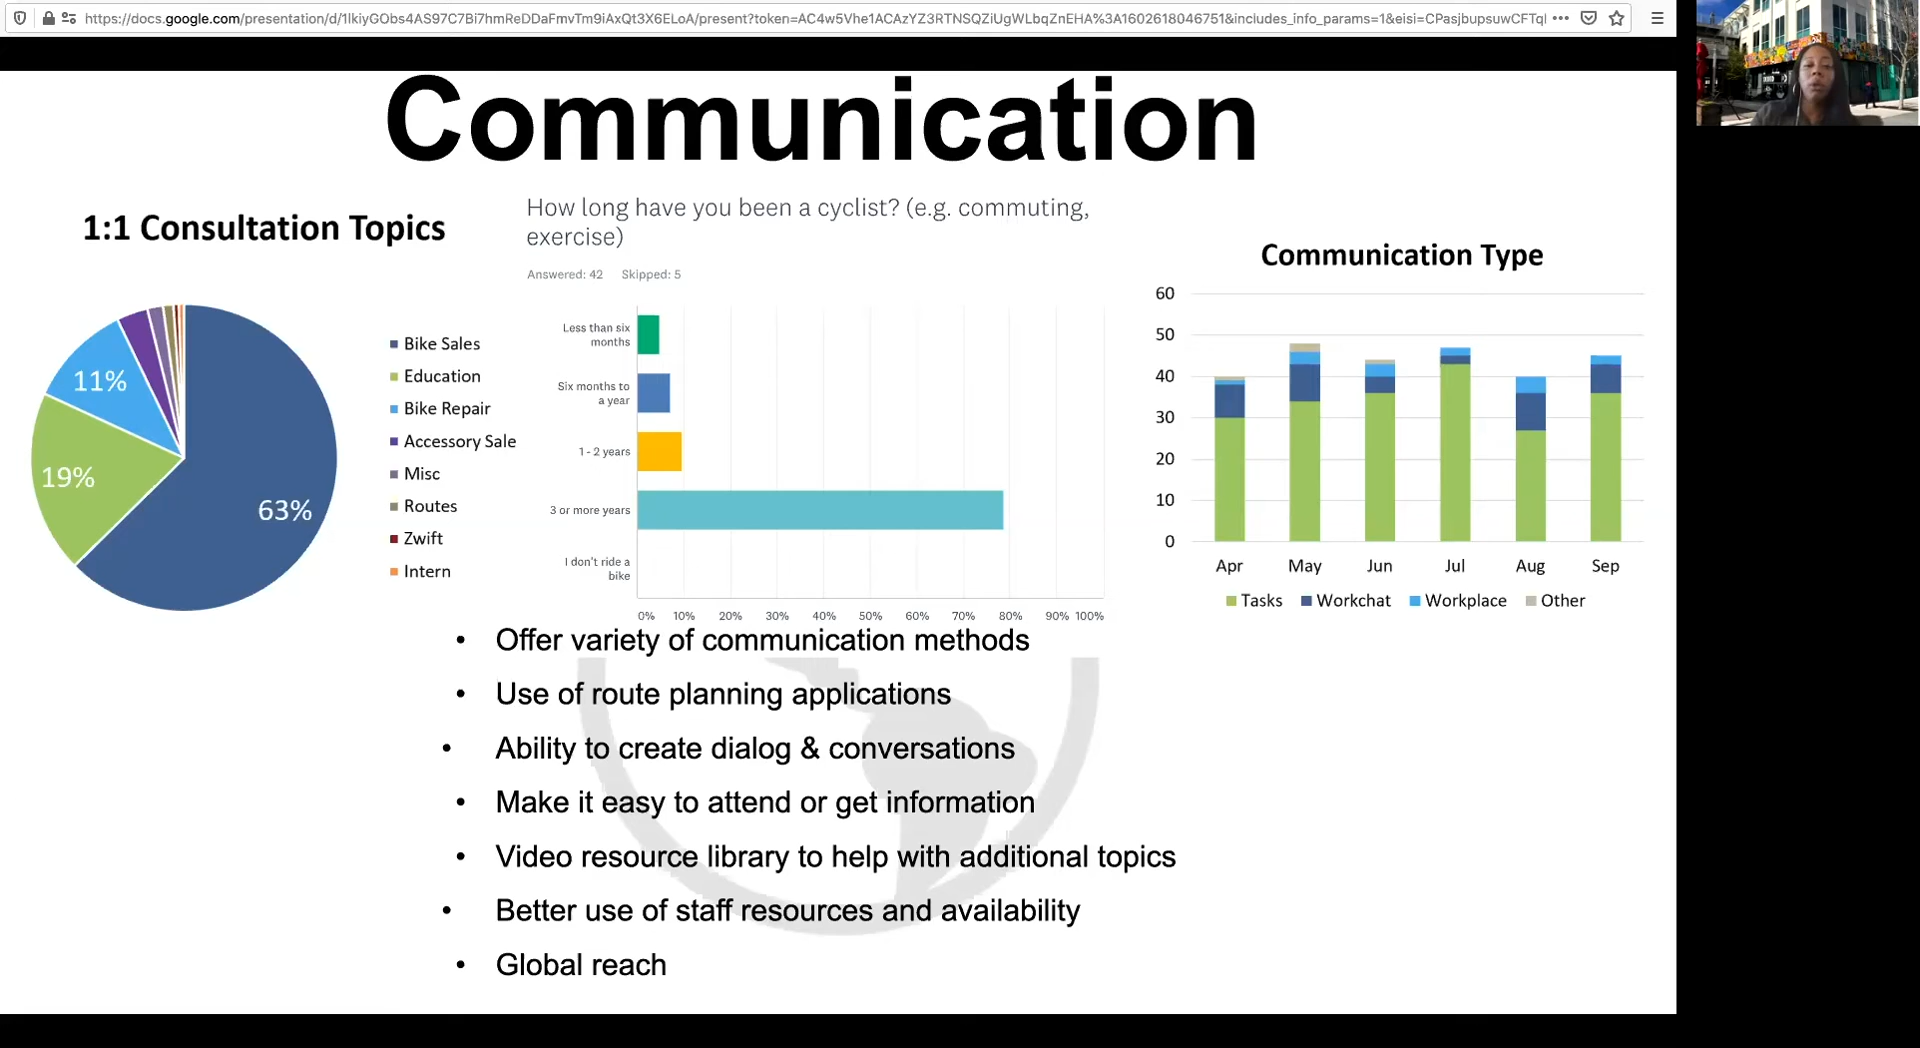 https://docs.google.com/presentation/d/1IkiyGObs4AS97C7Bi7hmReDDaFmvTm9iAxQt3X6ELoA/present?token=AC4w5Vhe1ACAzYZ3RTNSQZiUgWLbqZnEHA%3A1602618046751&includes_info_params=1&eisi=CPasjbupsuwCFTql
Communication
1:1 Consultation Topics
11%
19%
63%
Bike Sales
Education
Bike Repair
Accessory Sale
Misc
Routes
Zwift
Intern
How long have you been a cyclist? (e.g. commuting,
exercise)
Answered: 42 Skipped: 5
Less than six
months
Six months to
a year
1 - 2 years
3 or more years
I don't ride a
bike
0% 10% 20% 30% 40% 50% 60% 70% 80% 90% 100%
Communication Type
60
50
40
30
20
10
0
Apr May Jun Jul Aug Sep
Tasks Workchat Workplace Other
• Offer variety of communication methods
• Use of route planning applications
• Ability to create dialog & conversations
• Make it easy to attend or get information
• Video resource library to help with additional topics
• Better use of staff resources and availability
• Global reach